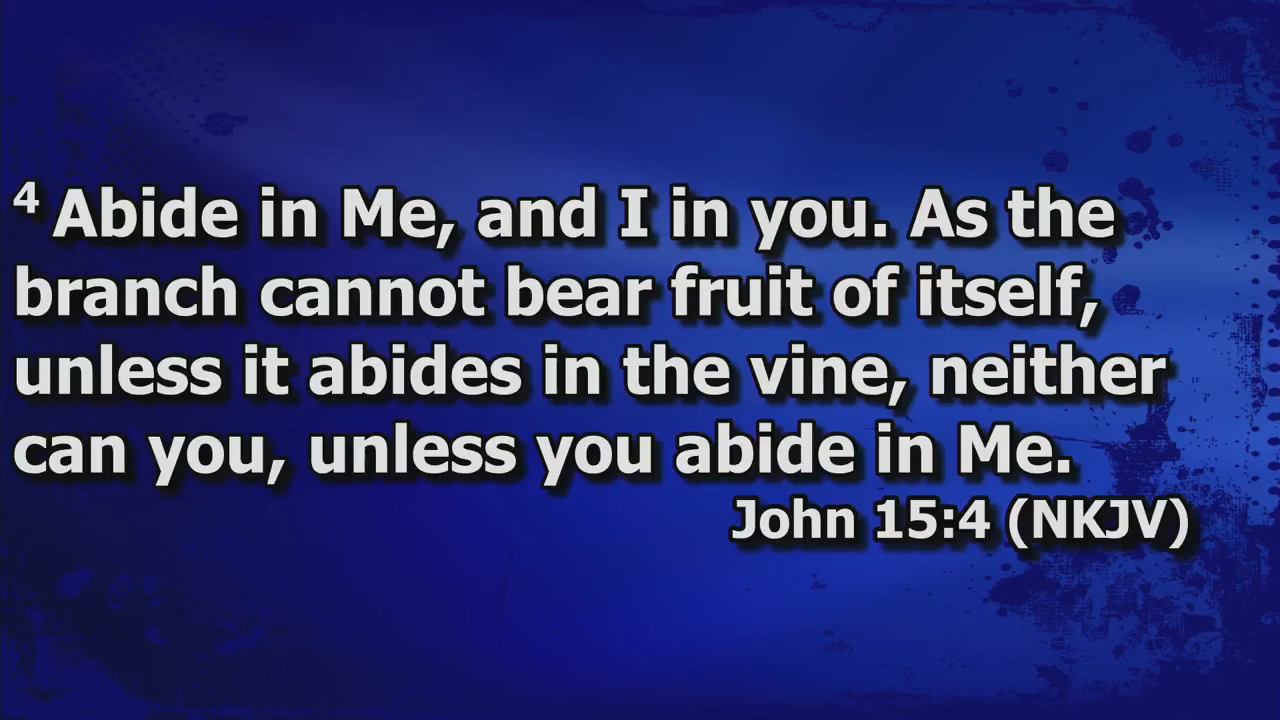 ⁴ Abide in Me, and I in you. As the
branch cannot bear fruit of itself,
unless it abides in the vine, neither
can you, unless you abide in Me.
John 15:4 (NKJV)